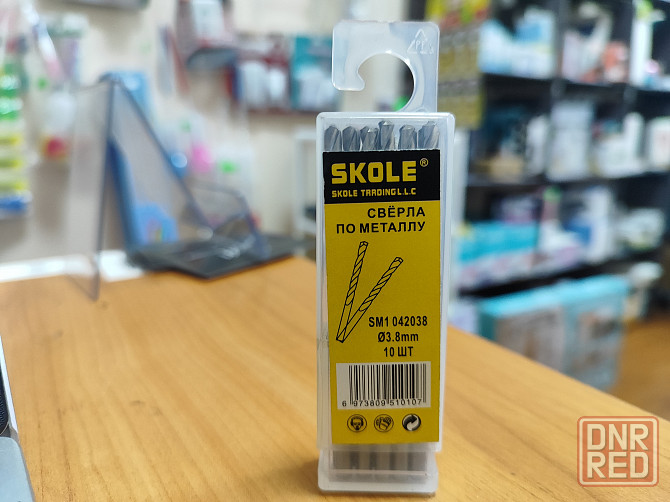 SKOLE®
SKOLE TRADING L.L.C
СВЁРЛА
ПО МЕТАЛЛУ
SM1 042038
Ø3.8mm
10 ШТ
6 973809 510107
DNR
RED